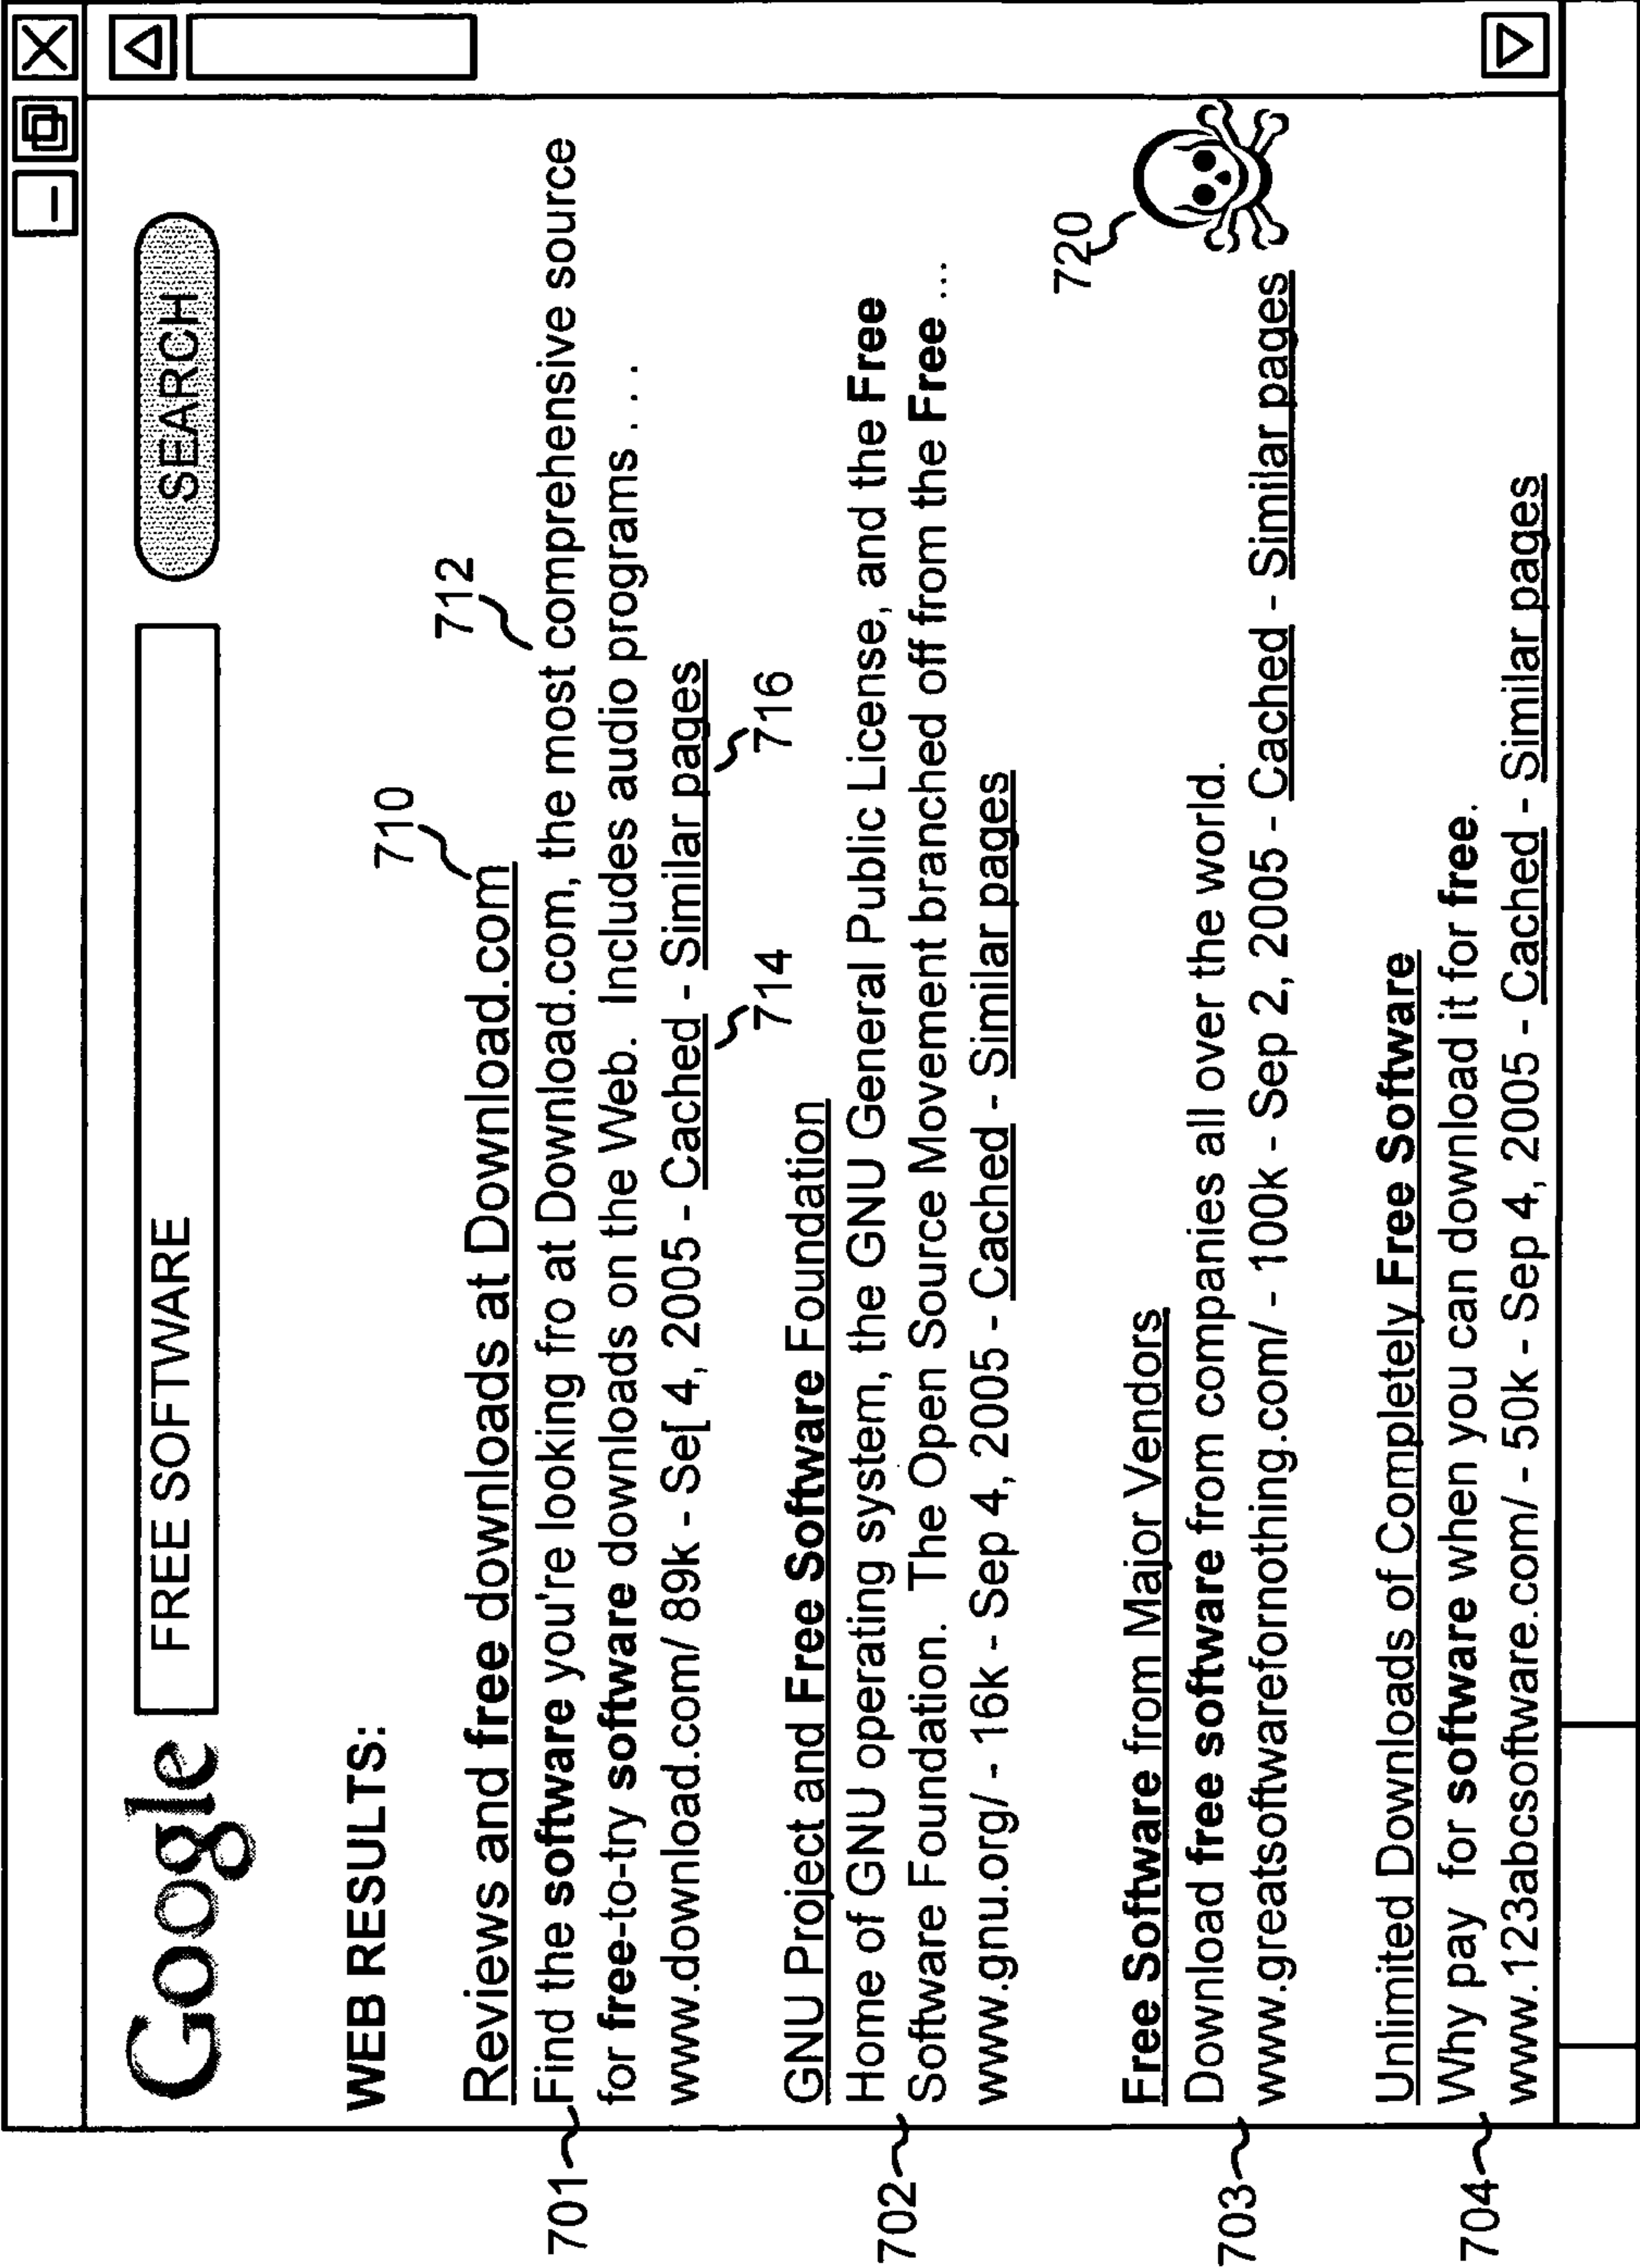 Google FREE SOFTWARE SEARCH
WEB RESULTS:
710
Reviews and free downloads at Download.com
712
701
Find the software you're looking fro at Download.com, the most comprehensive source
for free-to-try software downloads on the Web. Includes audio programs . . . .
www.download.com/ 89k - Se[ 4, 2005 - Cached - Similar pages
714 716
GNU Project and Free Software Foundation
702
Home of GNU operating system, the GNU General Public License, and the Free
Software Foundation. The Open Source Movement branched off from the Free ...
www.gnu.org/ - 16k - Sep 4, 2005 - Cached - Similar pages
720
Free Software from Major Vendors
703
Download free software from companies all over the world.
www.greatsoftwarefornothing.com/ - 100k - Sep 2, 2005 - Cached - Similar pages
Unlimited Downloads of Completely Free Software
704
Why pay for software when you can download it for free.
www.123abcsoftware.com/ - 50k - Sep 4, 2005 - Cached - Similar pages